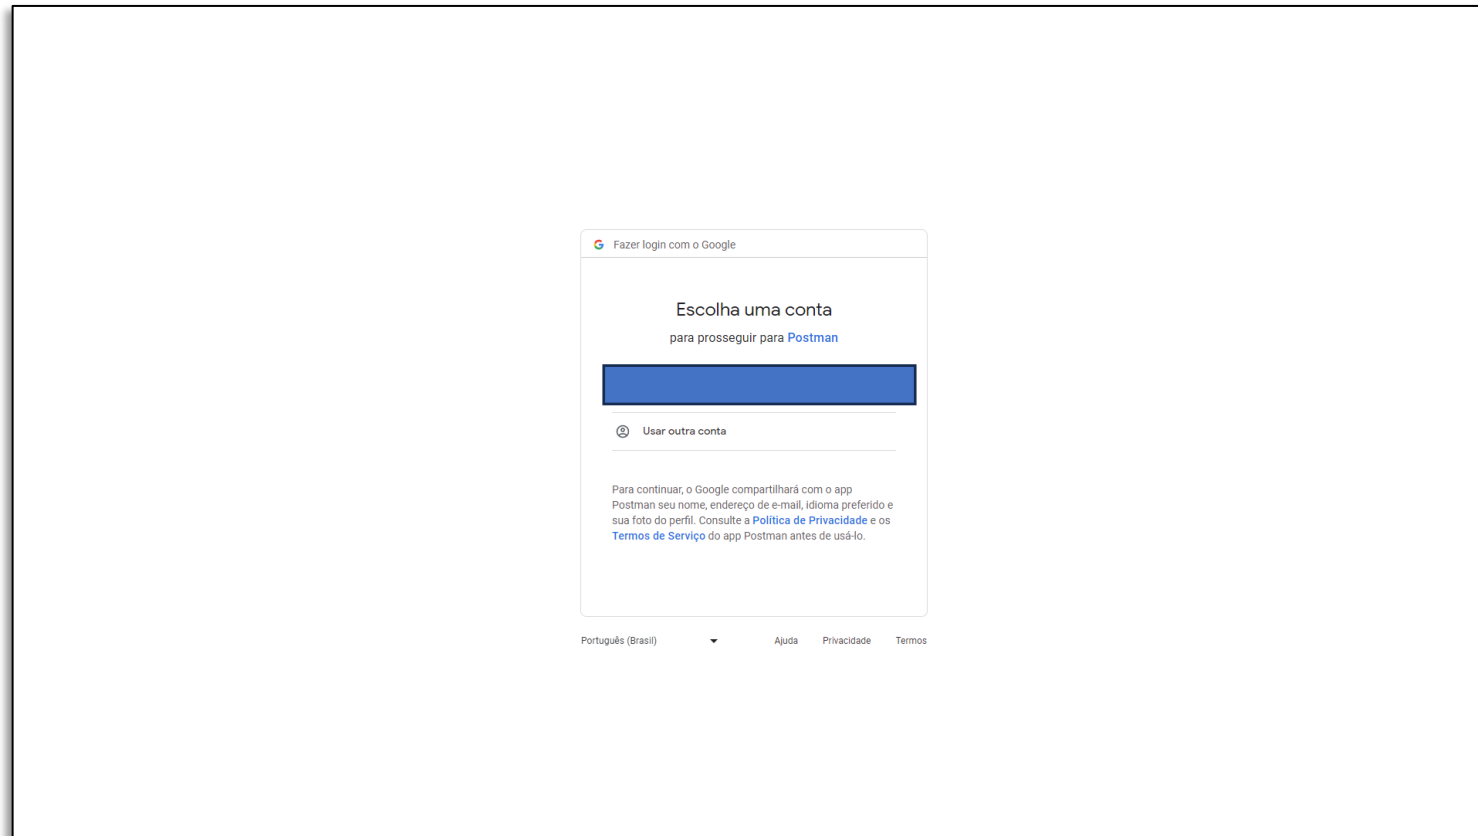 Fazer login com o Google
Escolha uma conta
para prosseguir para Postman
Usar outra conta
Para continuar, o Google compartilhará com o app
Postman seu nome, endereço de e-mail, idioma preferido e
sua foto do perfil. Consulte a Política de Privacidade e os
Termos de Serviço do app Postman antes de usá-lo.
Português (Brasil) Ajuda Privacidade Termos